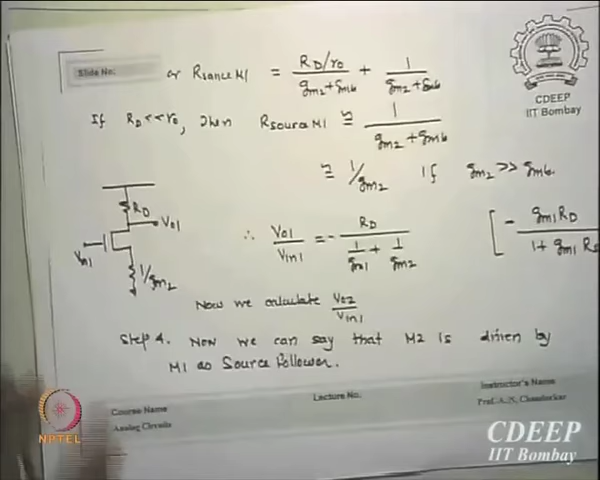 Slide No:
or Rsource M1 = (RD/ro)/(gm2+gmb) + 1/(gm2+gmb)
CDEEP
IIT Bombay
If RD<<ro, then Rsource M1 ≅ 1/(gm2+gmb)
≅ 1/gm2 If gm2 >> gmb.
RD
Vo1
Vin1
1/gm2
∴ Vo1/Vin1 = - RD/(1/gm1 + 1/gm2) [ - gm1RD/(1 + gm1 RS
Now we calculate Vo2/Vin1
Step 4. Now we can say that M2 is driven by
M1 as Source Follower.
Course Name
Analog Circuits
Lecture No.
Instructor's Name
Prof. A.N. Chandorkar
NPTEL
CDEEP
IIT Bombay